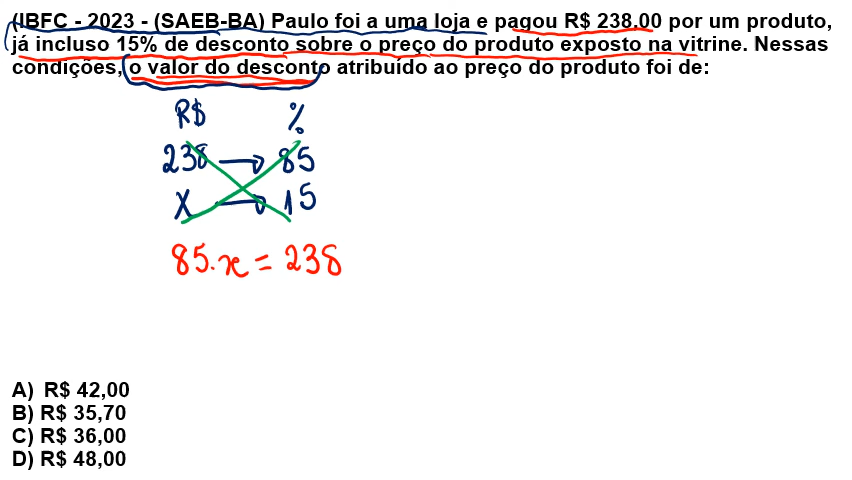 (IBFC - 2023 - (SAEB-BA) Paulo foi a uma loja e pagou R$ 238,00 por um produto,
já incluso 15% de desconto sobre o preço do produto exposto na vitrine. Nessas
condições, o valor do desconto atribuído ao preço do produto foi de:
R$ %
238 → 85
X → 15
85.x = 238
A) R$ 42,00
B) R$ 35,70
C) R$ 36,00
D) R$ 48,00